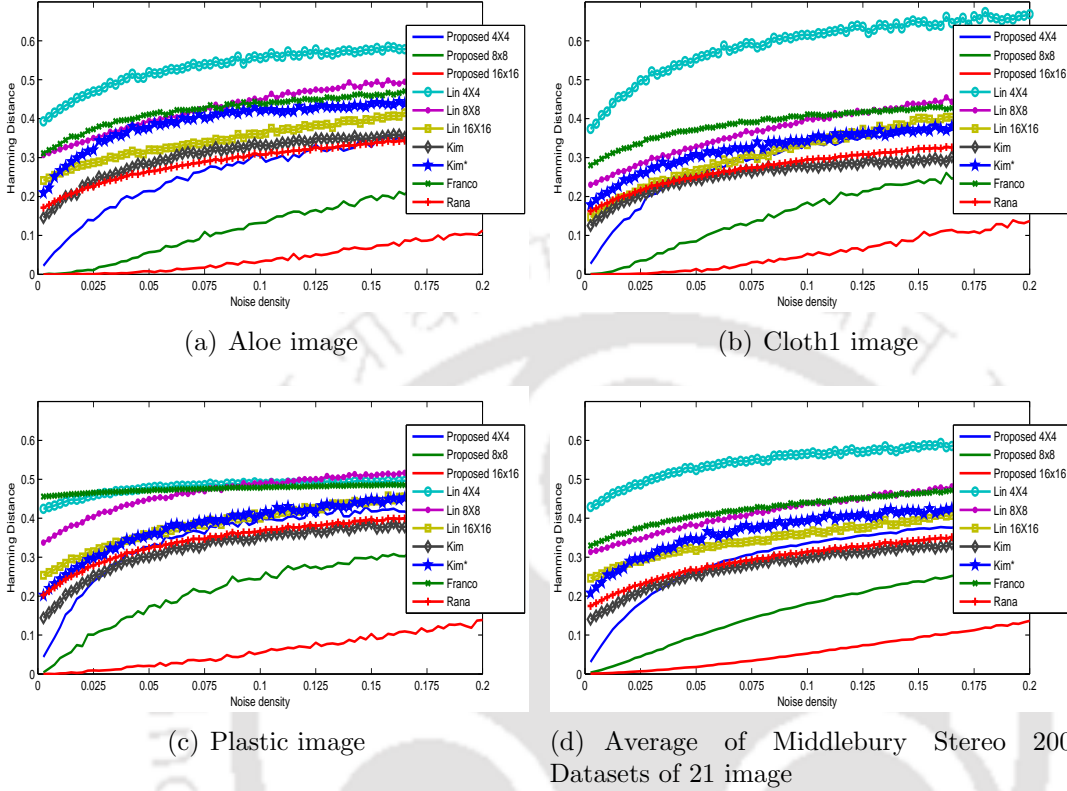 0.6
0.5
0.4
0.3
0.2
0.1
0
Hamming Distance
0 0.025 0.05 0.075 0.1 0.125 0.15 0.175 0.2
Noise density
Proposed 4X4
Proposed 8x8
Proposed 16x16
Lin 4X4
Lin 8X8
Lin 16X16
Kim
Kim*
Franco
Rana
(a) Aloe image
0.6
0.5
0.4
0.3
0.2
0.1
0
Hamming Distance
0 0.025 0.05 0.075 0.1 0.125 0.15 0.175 0.2
Noise density
Proposed 4X4
Proposed 8x8
Proposed 16x16
Lin 4X4
Lin 8X8
Lin 16X16
Kim
Kim*
Franco
Rana
(b) Cloth1 image
0.6
0.5
0.4
0.3
0.2
0.1
0
Hamming Distance
0 0.025 0.05 0.075 0.1 0.125 0.15 0.175 0.2
Noise density
Proposed 4X4
Proposed 8x8
Proposed 16x16
Lin 4X4
Lin 8X8
Lin 16X16
Kim
Kim*
Franco
Rana
(c) Plastic image
0.6
0.5
0.4
0.3
0.2
0.1
0
Hamming Distance
0 0.025 0.05 0.075 0.1 0.125 0.15 0.175 0.2
Noise density
Proposed 4X4
Proposed 8x8
Proposed 16x16
Lin 4X4
Lin 8X8
Lin 16X16
Kim
Kim*
Franco
Rana
(d) Average of Middlebury Stereo 200
Datasets of 21 image